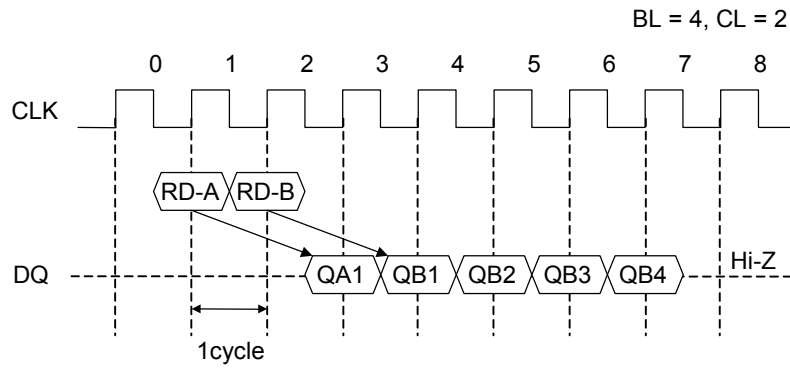 BL = 4, CL = 2
0 1 2 3 4 5 6 7 8
CLK
RD-A RD-B
DQ QA1 QB1 QB2 QB3 QB4 Hi-Z
1cycle